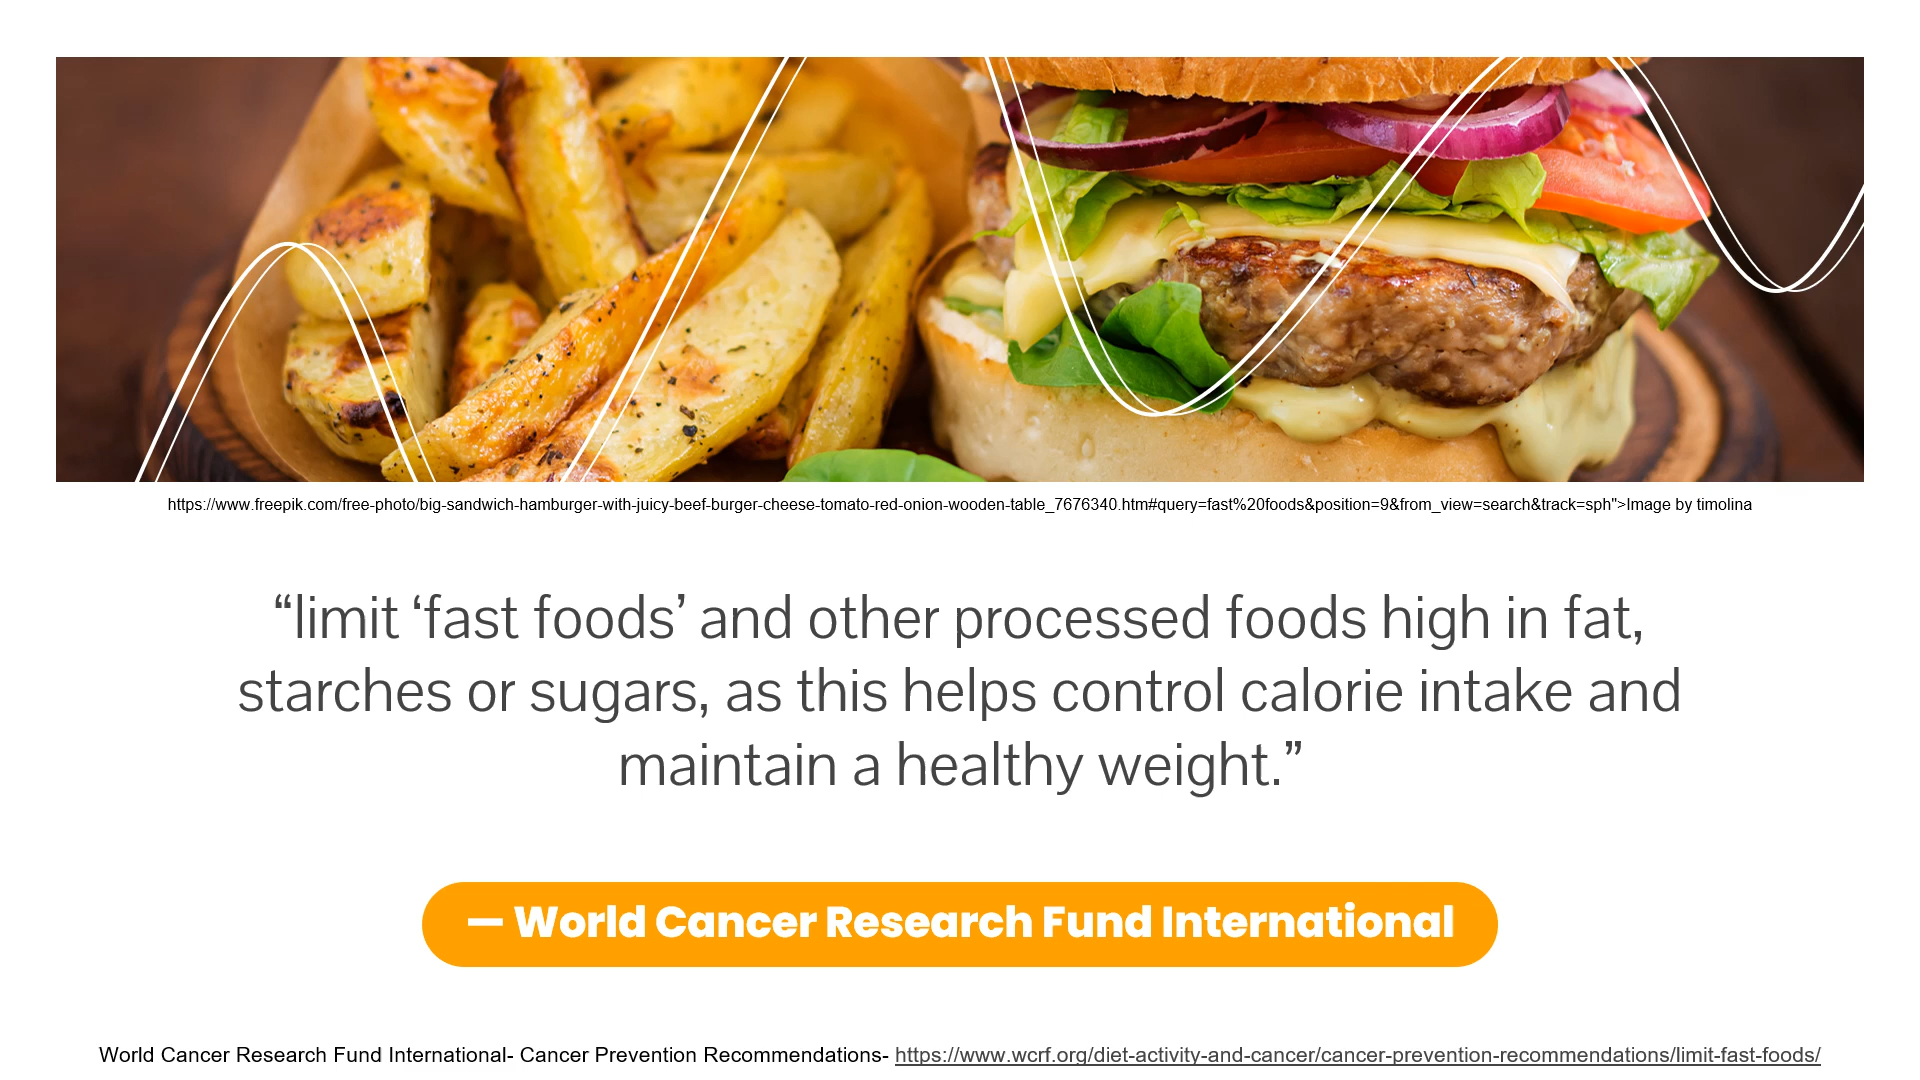 https://www.freepik.com/free-photo/big-sandwich-hamburger-with-juicy-beef-burger-cheese-tomato-red-onion-wooden-table_7676340.htm#query=fast%20foods&position=9&from_view=search&track=sph">Image by timolina
“limit ‘fast foods’ and other processed foods high in fat,
starches or sugars, as this helps control calorie intake and
maintain a healthy weight.”
— World Cancer Research Fund International
World Cancer Research Fund International- Cancer Prevention Recommendations- https://www.wcrf.org/diet-activity-and-cancer/cancer-prevention-recommendations/limit-fast-foods/